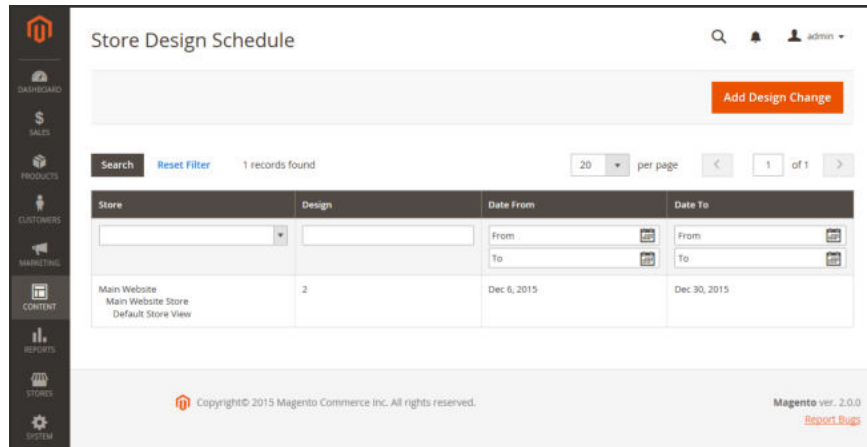 Store Design Schedule
admin
DASHBOARD
Add Design Change
$
SALES
Search Reset Filter 1 records found 20 per page 1 of 1
PRODUCTS
Store Design Date From Date To
CUSTOMERS
From From
To To
MARKETING
Main Website 2 Dec 6, 2015 Dec 30, 2015
Main Website Store
Default Store View
CONTENT
REPORTS
STORES
Copyright© 2015 Magento Commerce Inc. All rights reserved. Magento ver. 2.0.0
Report Bugs
SYSTEM